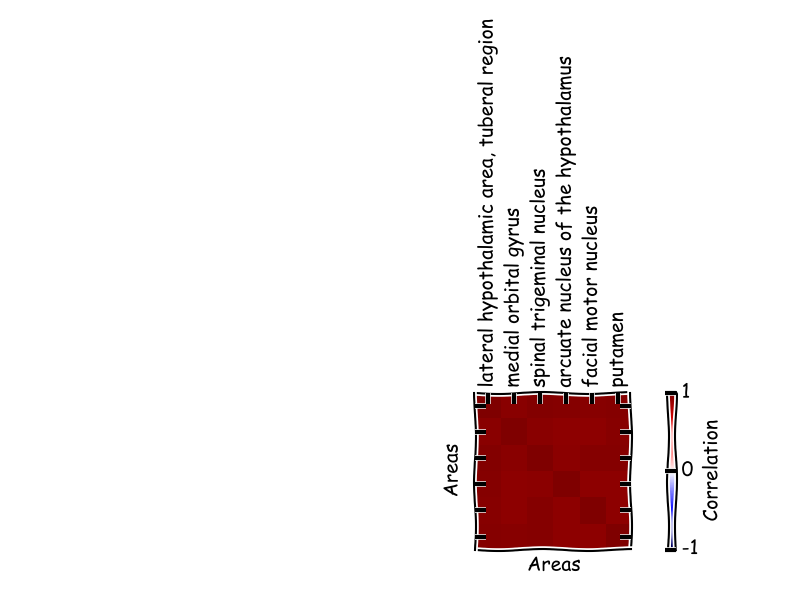 lateral hypothalamic area, tuberal region
medial orbital gyrus
spinal trigeminal nucleus
arcuate nucleus of the hypothalamus
facial motor nucleus
putamen
Areas
Areas
1
0
-1
Correlation